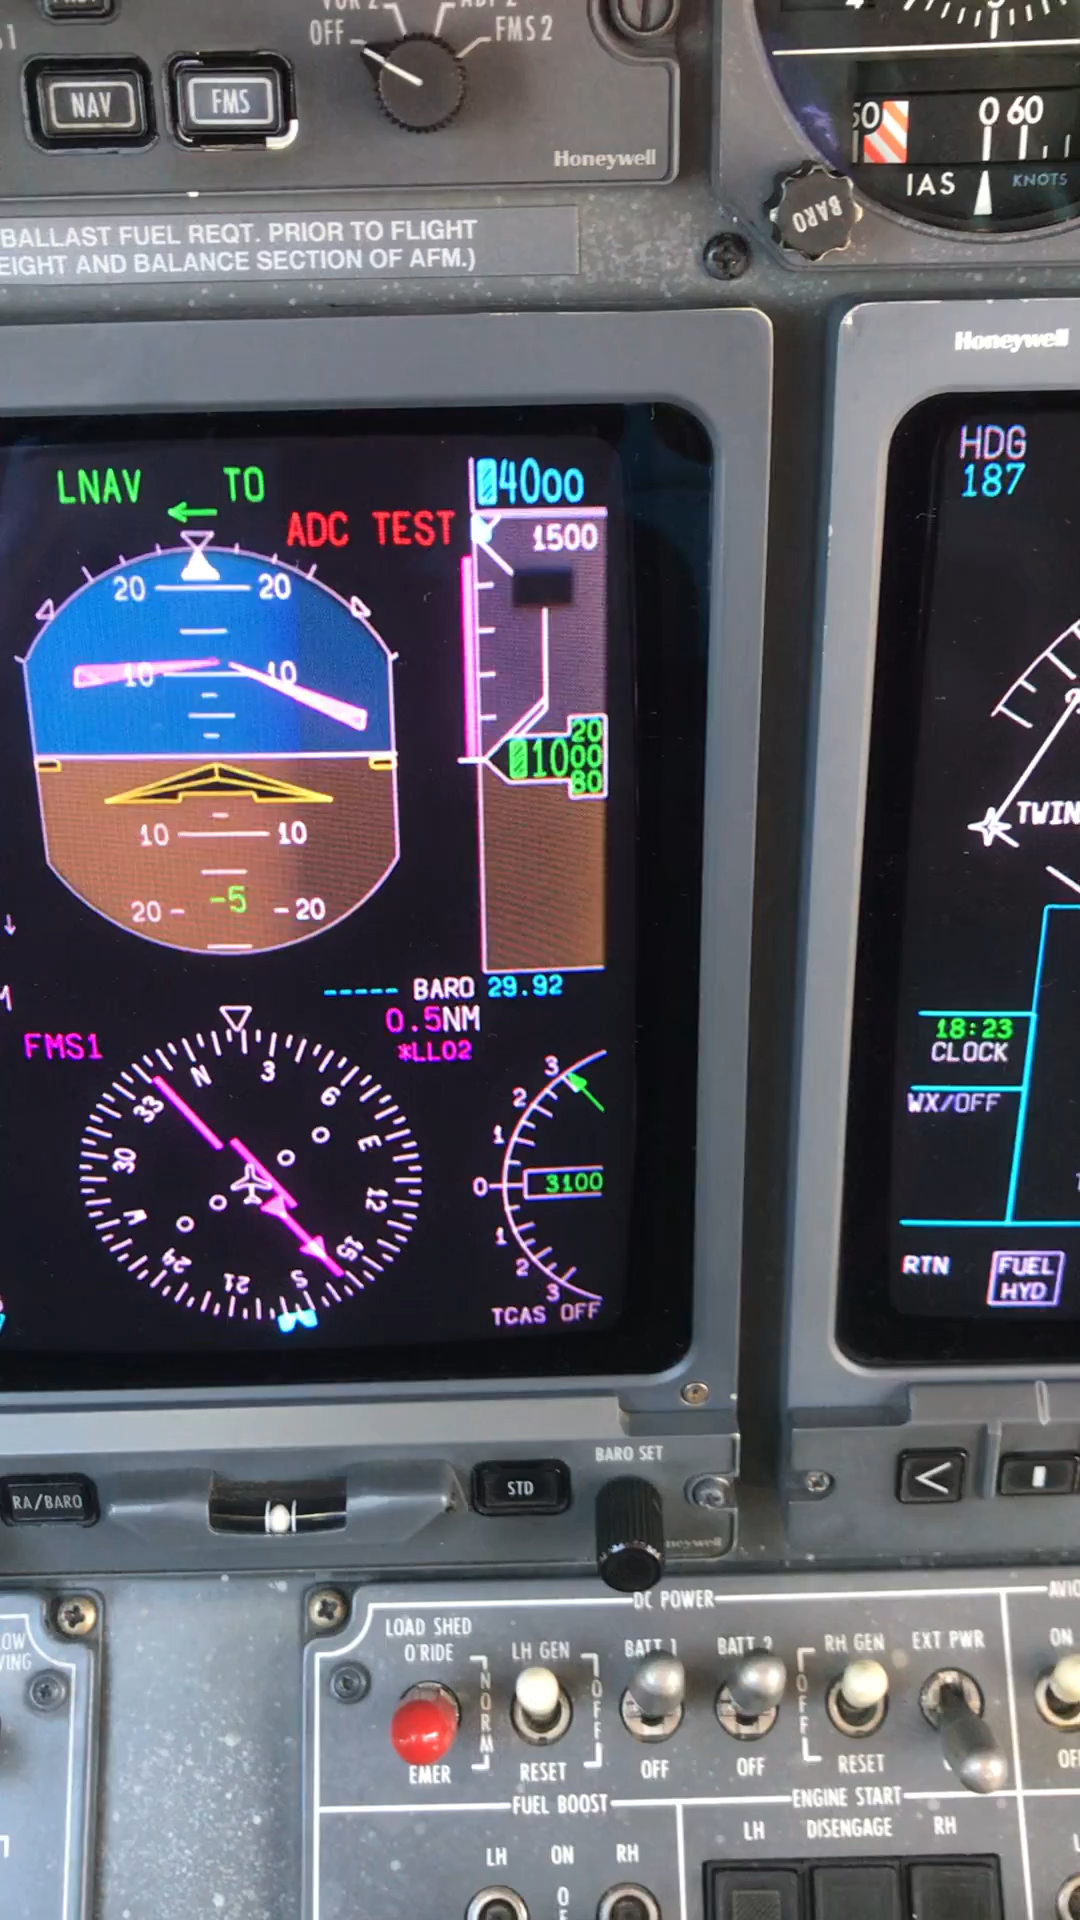 OFF
FMS 2
NAV
FMS
Honeywell
BARO
0 60
IAS
KNOTS
BALLAST FUEL REQT. PRIOR TO FLIGHT
EIGHT AND BALANCE SECTION OF AFM.)
Honeywell
HDG
187
LNAV TO
4000
ADC TEST
1500
20 20
10 10
20
1000
80
10 10
TWIN
-5
20 20
BARO 29.92
0.5NM
*LL02
FMS1
18:23
CLOCK
WX/OFF
N 3 6 E 12 15 S 21 24 W 30 33
3
2
1
0
3100
1
2
3
TCAS OFF
RTN
FUEL
HYD
RA/BARO
STD
BARO SET
<
DC POWER
LOAD SHED
O'RIDE
LH GEN
BATT 1
BATT 2
RH GEN
EXT PWR
ON
NORM
OFF
OFF
EMER
RESET
OFF
OFF
RESET
FUEL BOOST
ENGINE START
LH
ON
RH
LH
DISENGAGE
RH